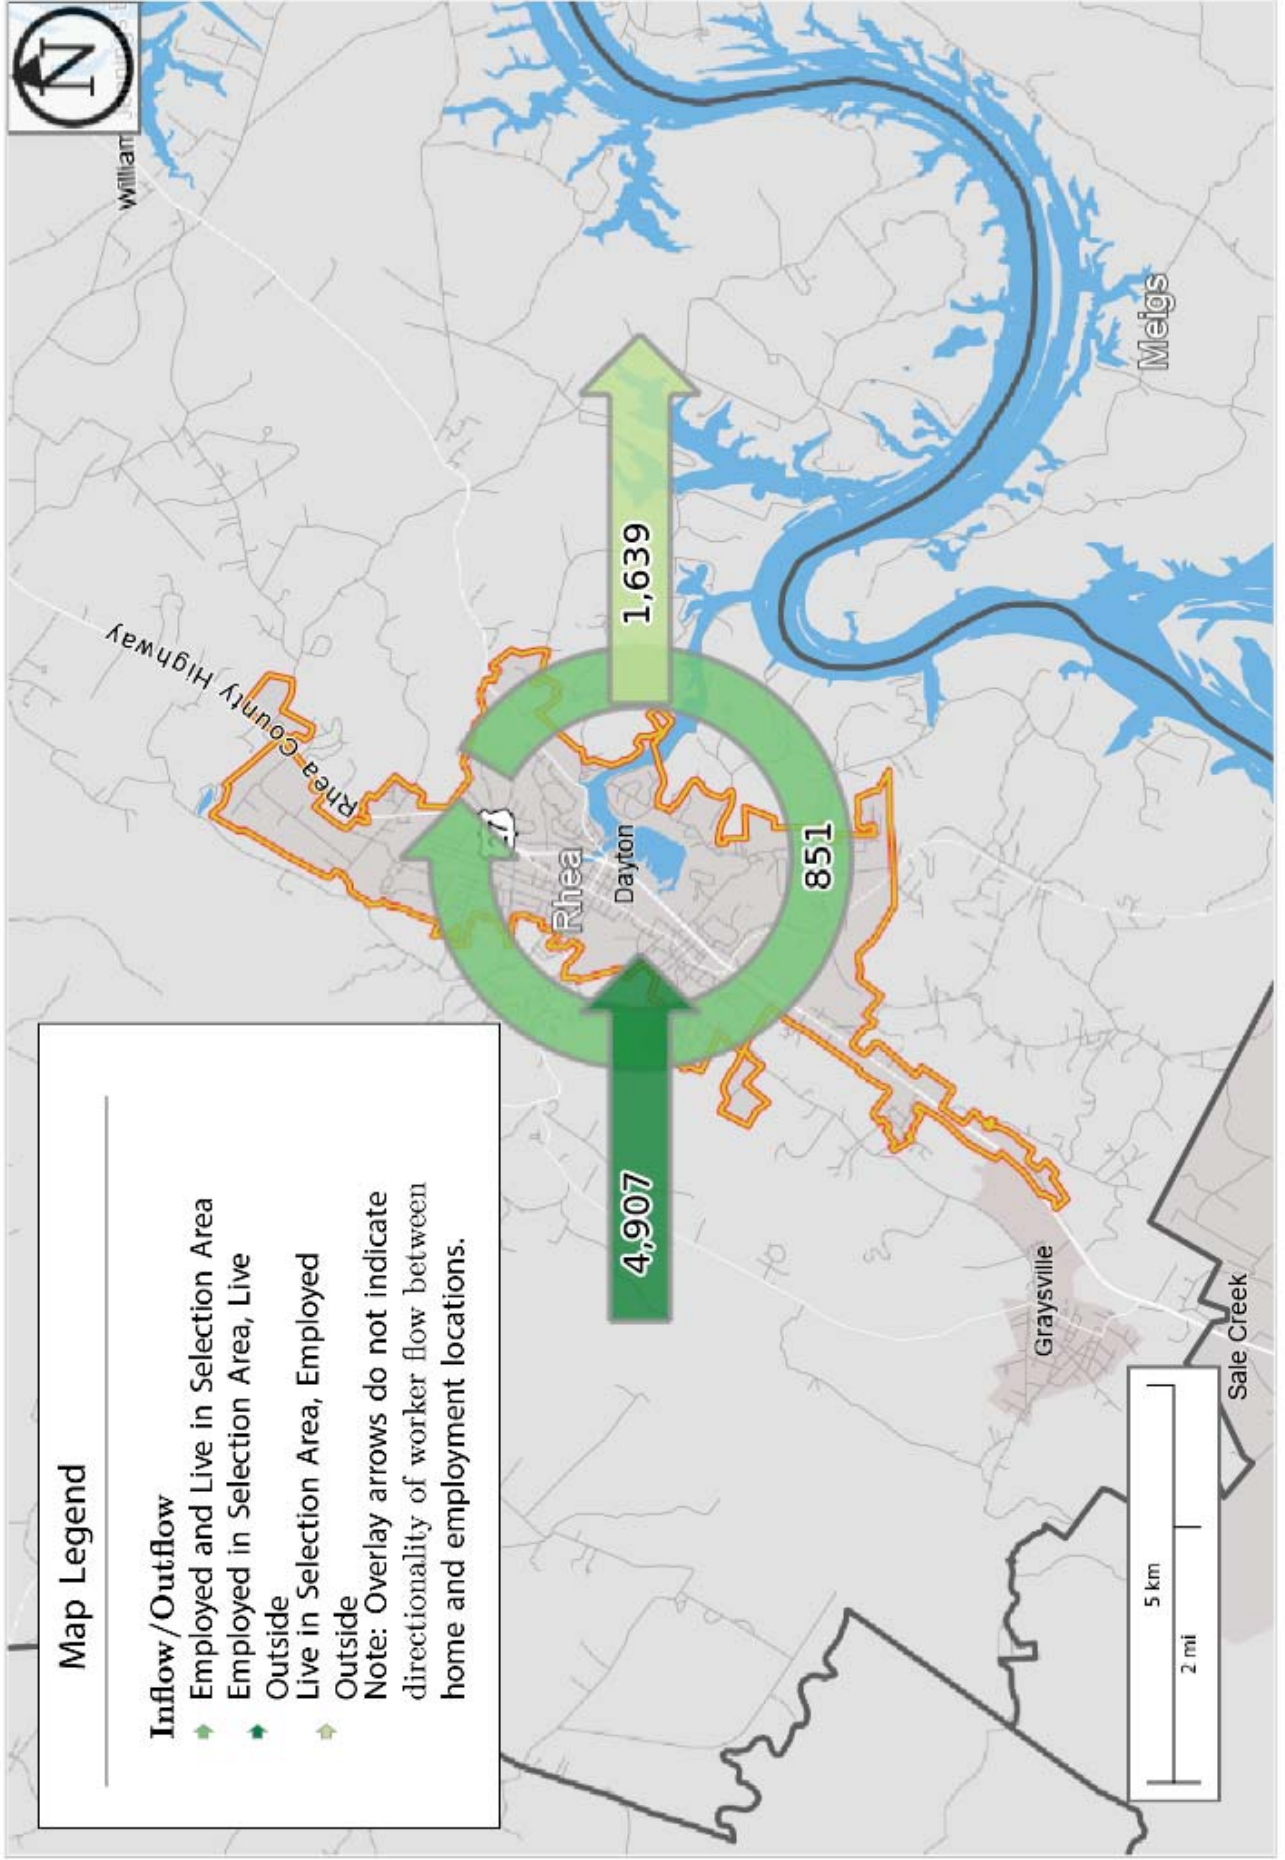 Map Legend
Inflow/Outflow
Employed and Live in Selection Area
Employed in Selection Area, Live
Outside
Live in Selection Area, Employed
Outside
Note: Overlay arrows do not indicate
directionality of worker flow between
home and employment locations.
N
William
Rhea County Highway
27
Rhea
Dayton
4,907
1,639
851
Meigs
Graysville
Sale Creek
5 km
2 mi